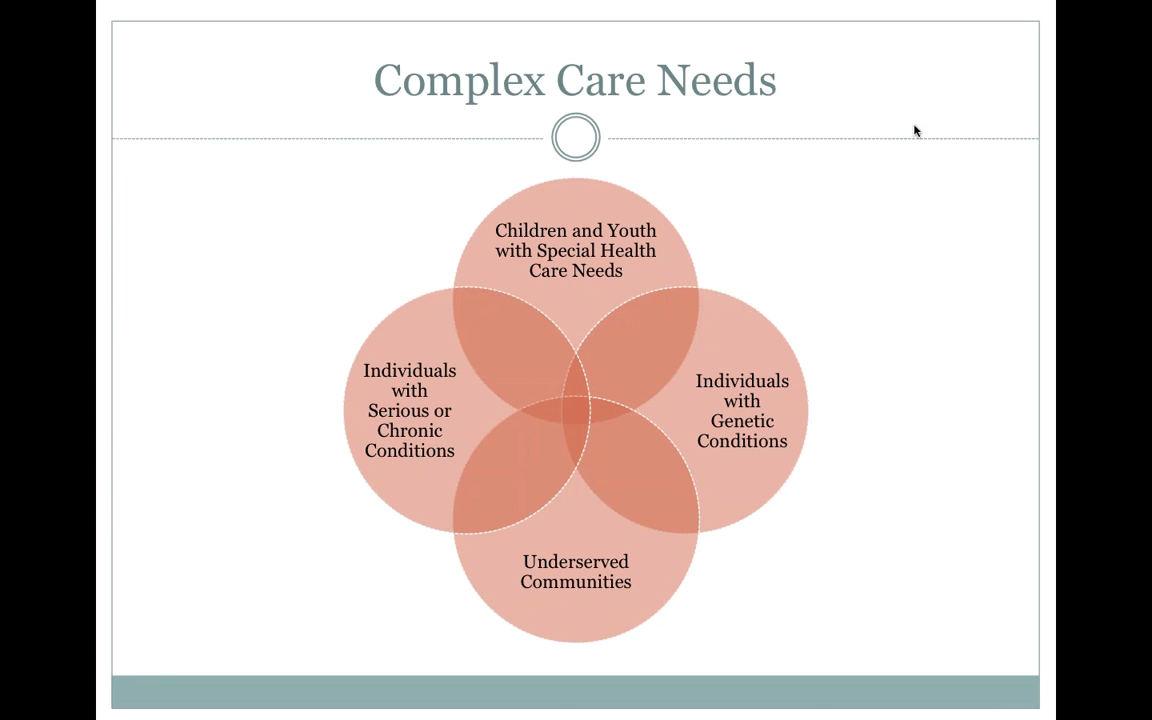 Complex Care Needs
Children and Youth
with Special Health
Care Needs
Individuals
with
Serious or
Chronic
Conditions
Individuals
with
Genetic
Conditions
Underserved
Communities